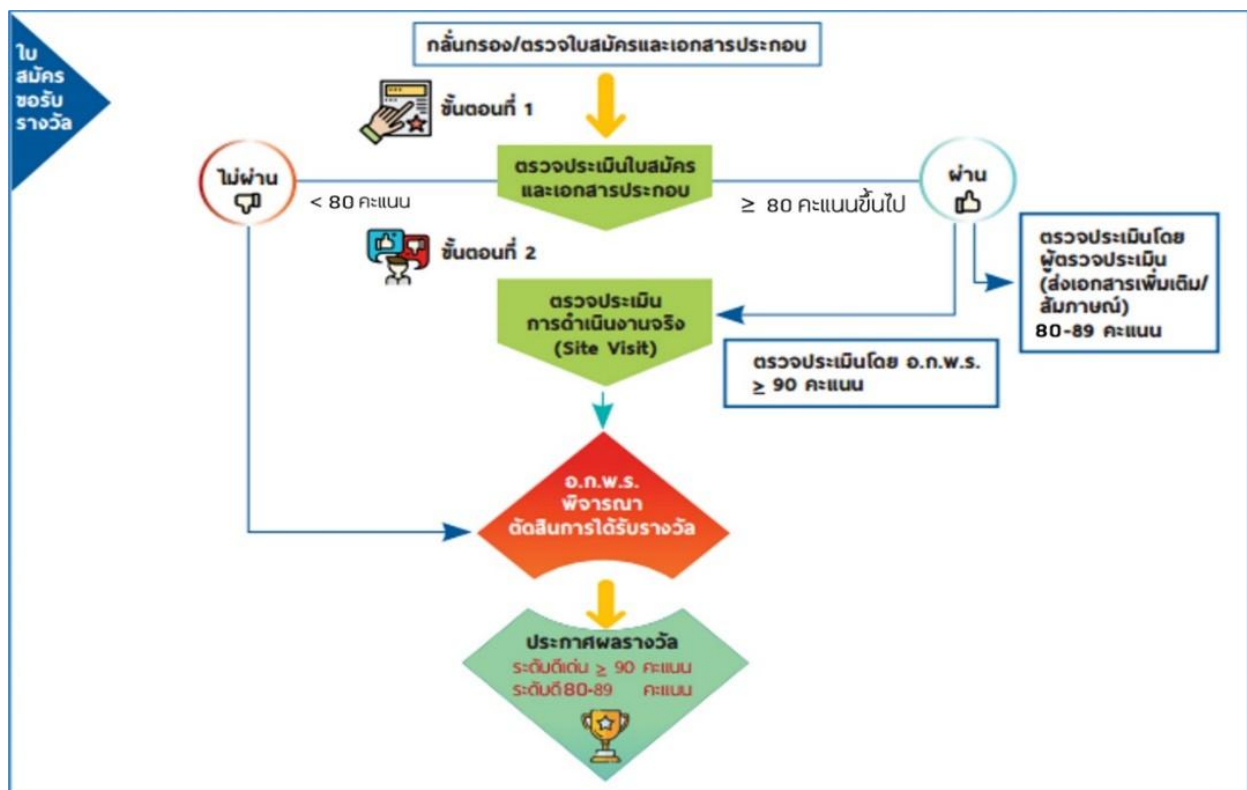 ใบ
สมัคร
ขอรับ
รางวัล
กลั่นกรอง/ตรวจใบสมัครและเอกสารประกอบ
ขั้นตอนที่ 1
ตรวจประเมินใบสมัคร
และเอกสารประกอบ
ไม่ผ่าน
< 80 คะแนน
≥ 80 คะแนนขึ้นไป
ผ่าน
ขั้นตอนที่ 2
ตรวจประเมิน
การดำเนินงานจริง
(Site Visit)
ตรวจประเมินโดย
ผู้ตรวจประเมิน
(ส่งเอกสารเพิ่มเติม/
สัมภาษณ์)
80-89 คะแนน
ตรวจประเมินโดย อ.ก.พ.ร.
≥ 90 คะแนน
อ.ก.พ.ร.
พิจารณา
ตัดสินการได้รับรางวัล
ประกาศผลรางวัล
ระดับดีเด่น ≥ 90 คะแนน
ระดับดี 80-89 คะแนน